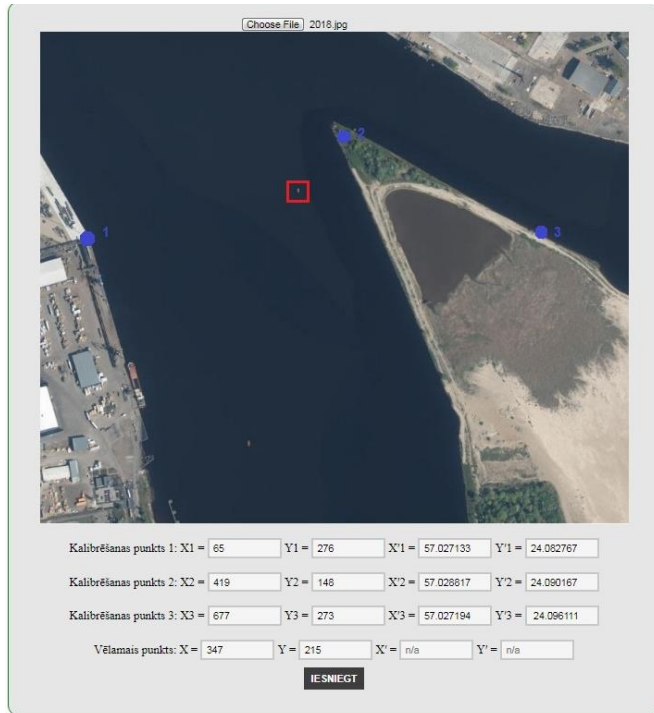 Choose File 2018.jpg
2
1
3
Kalibrēšanas punkts 1: X1 = 65 Y1 = 276 X'1 = 57.027133 Y'1 = 24.082767
Kalibrēšanas punkts 2: X2 = 419 Y2 = 148 X'2 = 57.028817 Y'2 = 24.090167
Kalibrēšanas punkts 3: X3 = 677 Y3 = 273 X'3 = 57.027194 Y'3 = 24.096111
Vēlamais punkts: X = 347 Y = 215 X' = n/a Y' = n/a
IESNIEGT